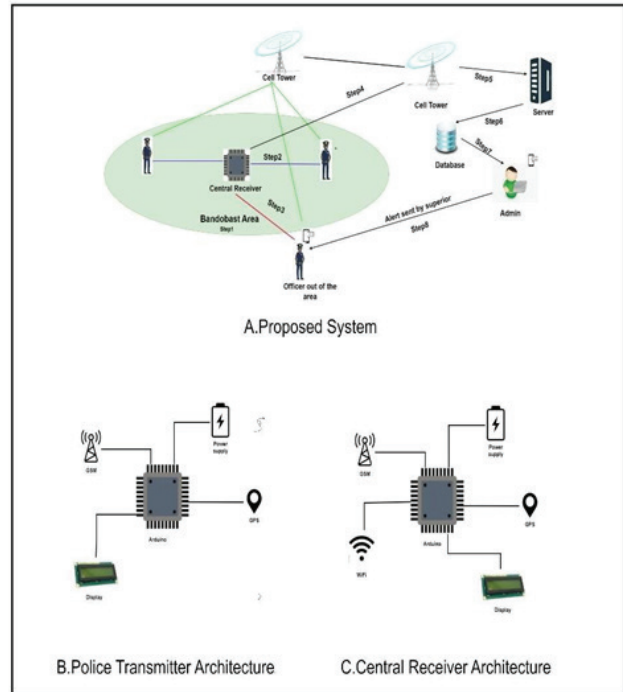 Cell Tower
Step4
Cell Tower
Step5
Server
Step6
Database
Step7
Admin
Step2
Central Receiver
Step3
Bandobast Area
Step1
Alert sent by superior
Step8
Officer out of the
area
A.Proposed System
GSM
Power
supply
Arduino
GPS
Display
B.Police Transmitter Architecture
GSM
Power
supply
Arduino
GPS
WiFi
Display
C.Central Receiver Architecture